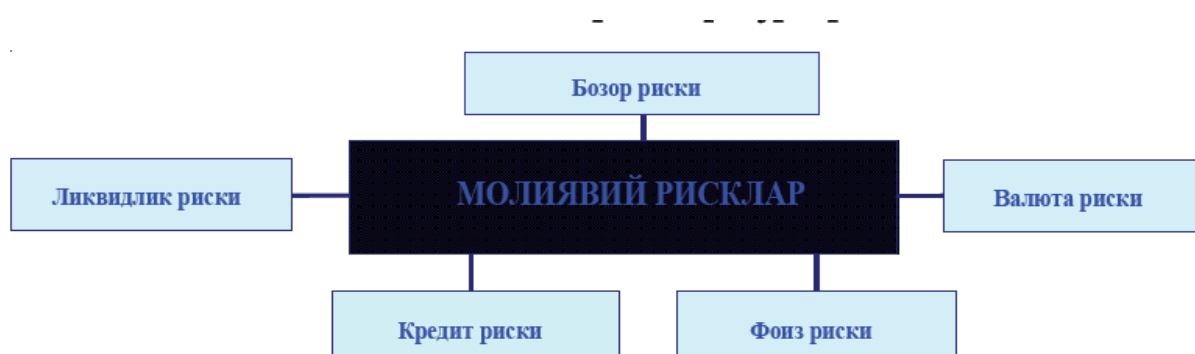 Бозор риски
Ликвидлик риски
МОЛИЯВИЙ РИСКЛАР
Валюта риски
Кредит риски
Фоиз риски